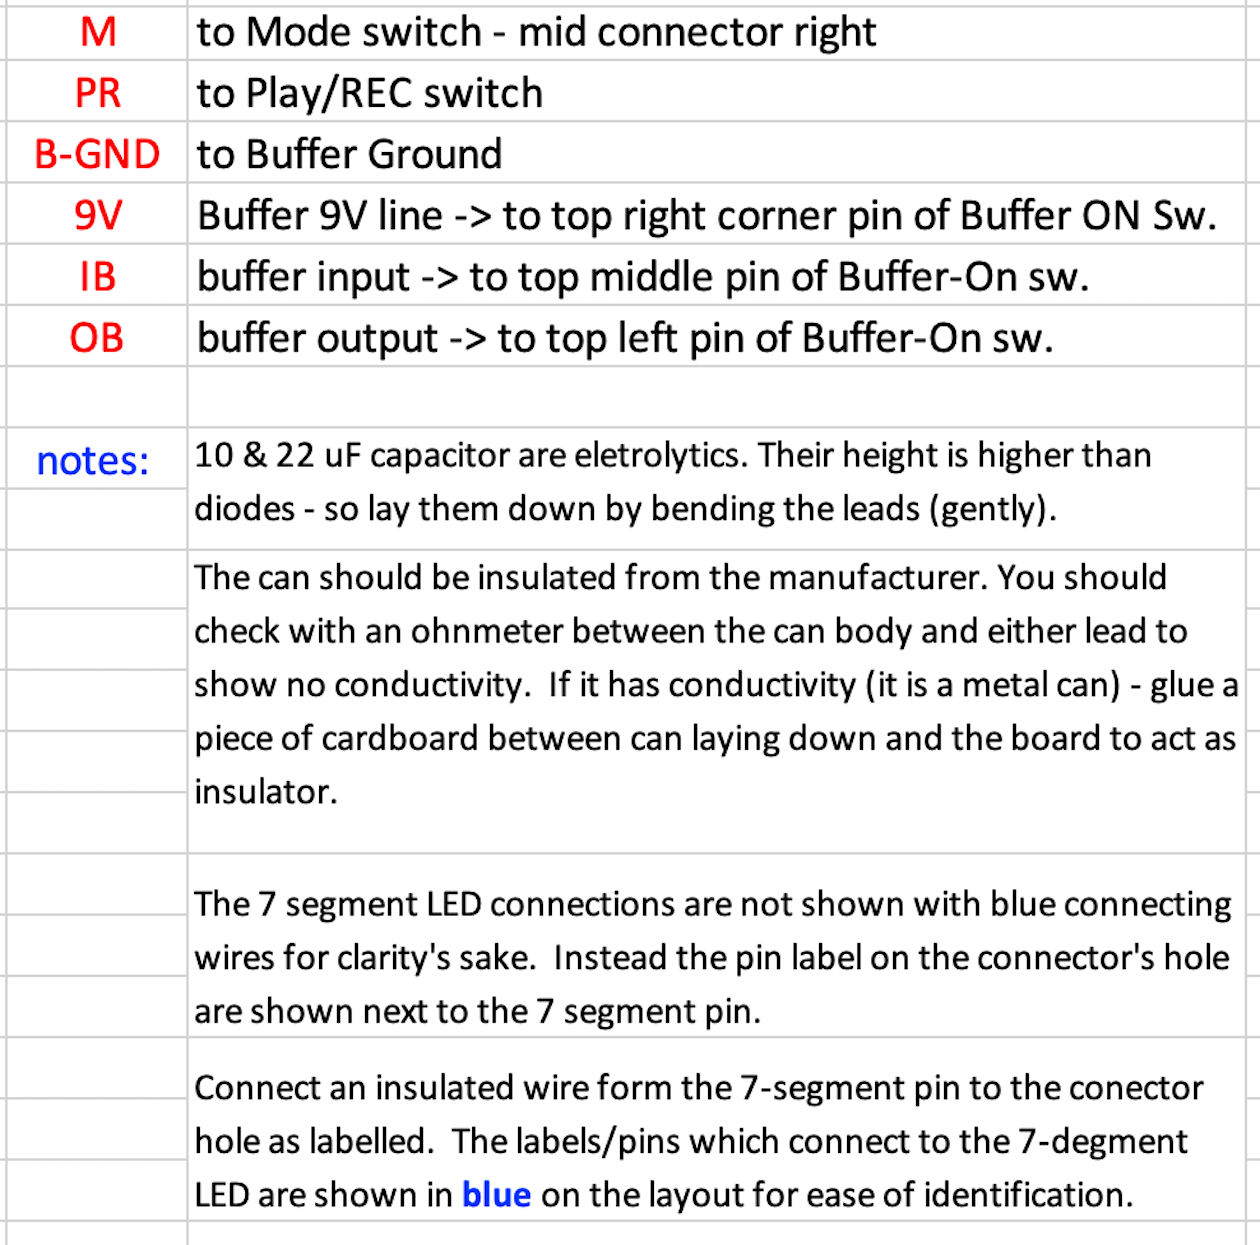 M to Mode switch - mid connector right
PR to Play/REC switch
B-GND to Buffer Ground
9V Buffer 9V line -> to top right corner pin of Buffer ON Sw.
IB buffer input -> to top middle pin of Buffer-On sw.
OB buffer output -> to top left pin of Buffer-On sw.
notes: 10 & 22 uF capacitor are eletrolytics. Their height is higher than
diodes - so lay them down by bending the leads (gently).
The can should be insulated from the manufacturer. You should
check with an ohnmeter between the can body and either lead to
show no conductivity.  If it has conductivity (it is a metal can) - glue a
piece of cardboard between can laying down and the board to act as
insulator.
The 7 segment LED connections are not shown with blue connecting
wires for clarity's sake.  Instead the pin label on the connector's hole
are shown next to the 7 segment pin.
Connect an insulated wire form the 7-segment pin to the conector
hole as labelled.  The labels/pins which connect to the 7-degment
LED are shown in blue on the layout for ease of identification.